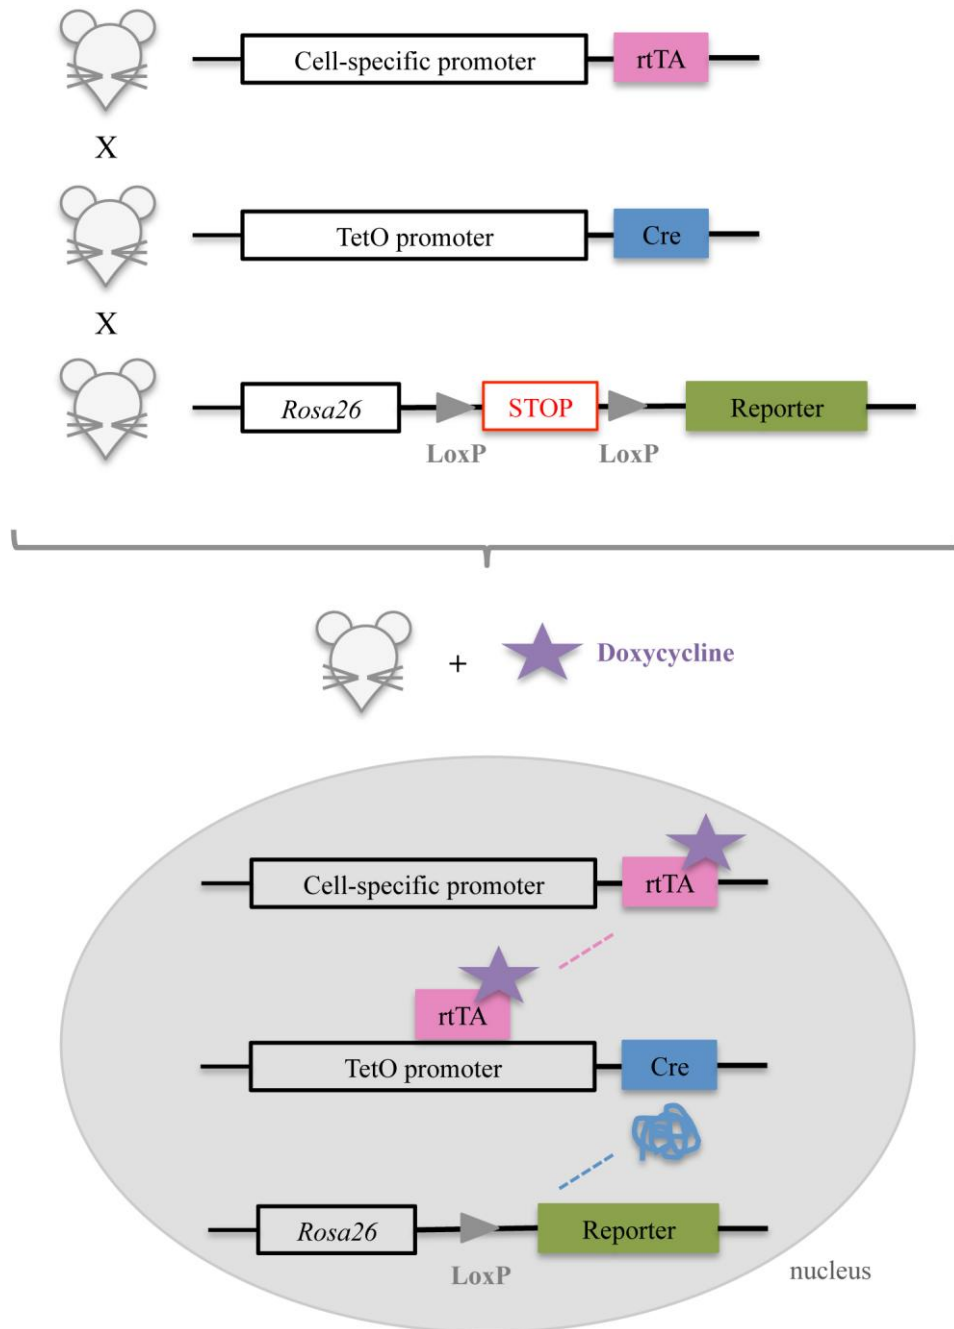 Cell-specific promoter rtTA
X
TetO promoter Cre
X
Rosa26 STOP Reporter
LoxP LoxP
+ Doxycycline
Cell-specific promoter rtTA
rtTA
TetO promoter Cre
Rosa26 Reporter
LoxP
nucleus